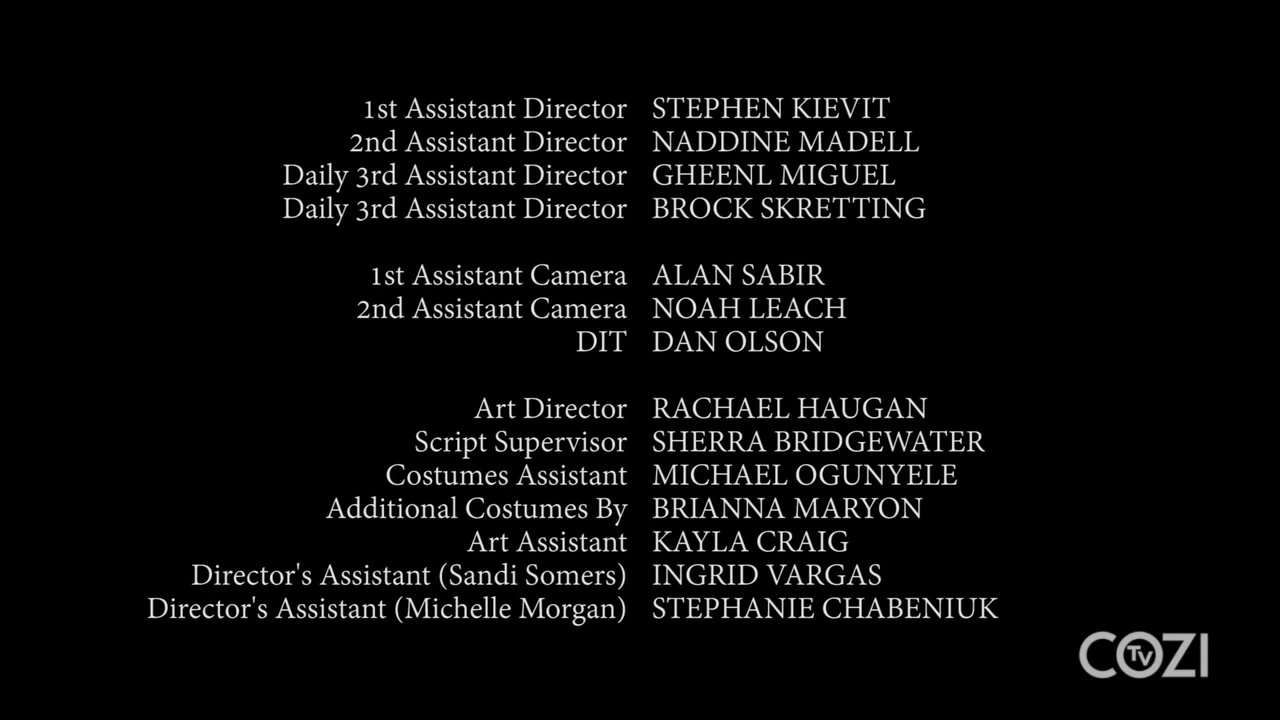 1st Assistant Director STEPHEN KIEVIT
2nd Assistant Director NADDINE MADELL
Daily 3rd Assistant Director GHEENL MIGUEL
Daily 3rd Assistant Director BROCK SKRETTING
1st Assistant Camera ALAN SABIR
2nd Assistant Camera NOAH LEACH
DIT DAN OLSON
Art Director RACHAEL HAUGAN
Script Supervisor SHERRA BRIDGEWATER
Costumes Assistant MICHAEL OGUNYELE
Additional Costumes By BRIANNA MARYON
Art Assistant KAYLA CRAIG
Director's Assistant (Sandi Somers) INGRID VARGAS
Director's Assistant (Michelle Morgan) STEPHANIE CHABENIUK
COZI TV